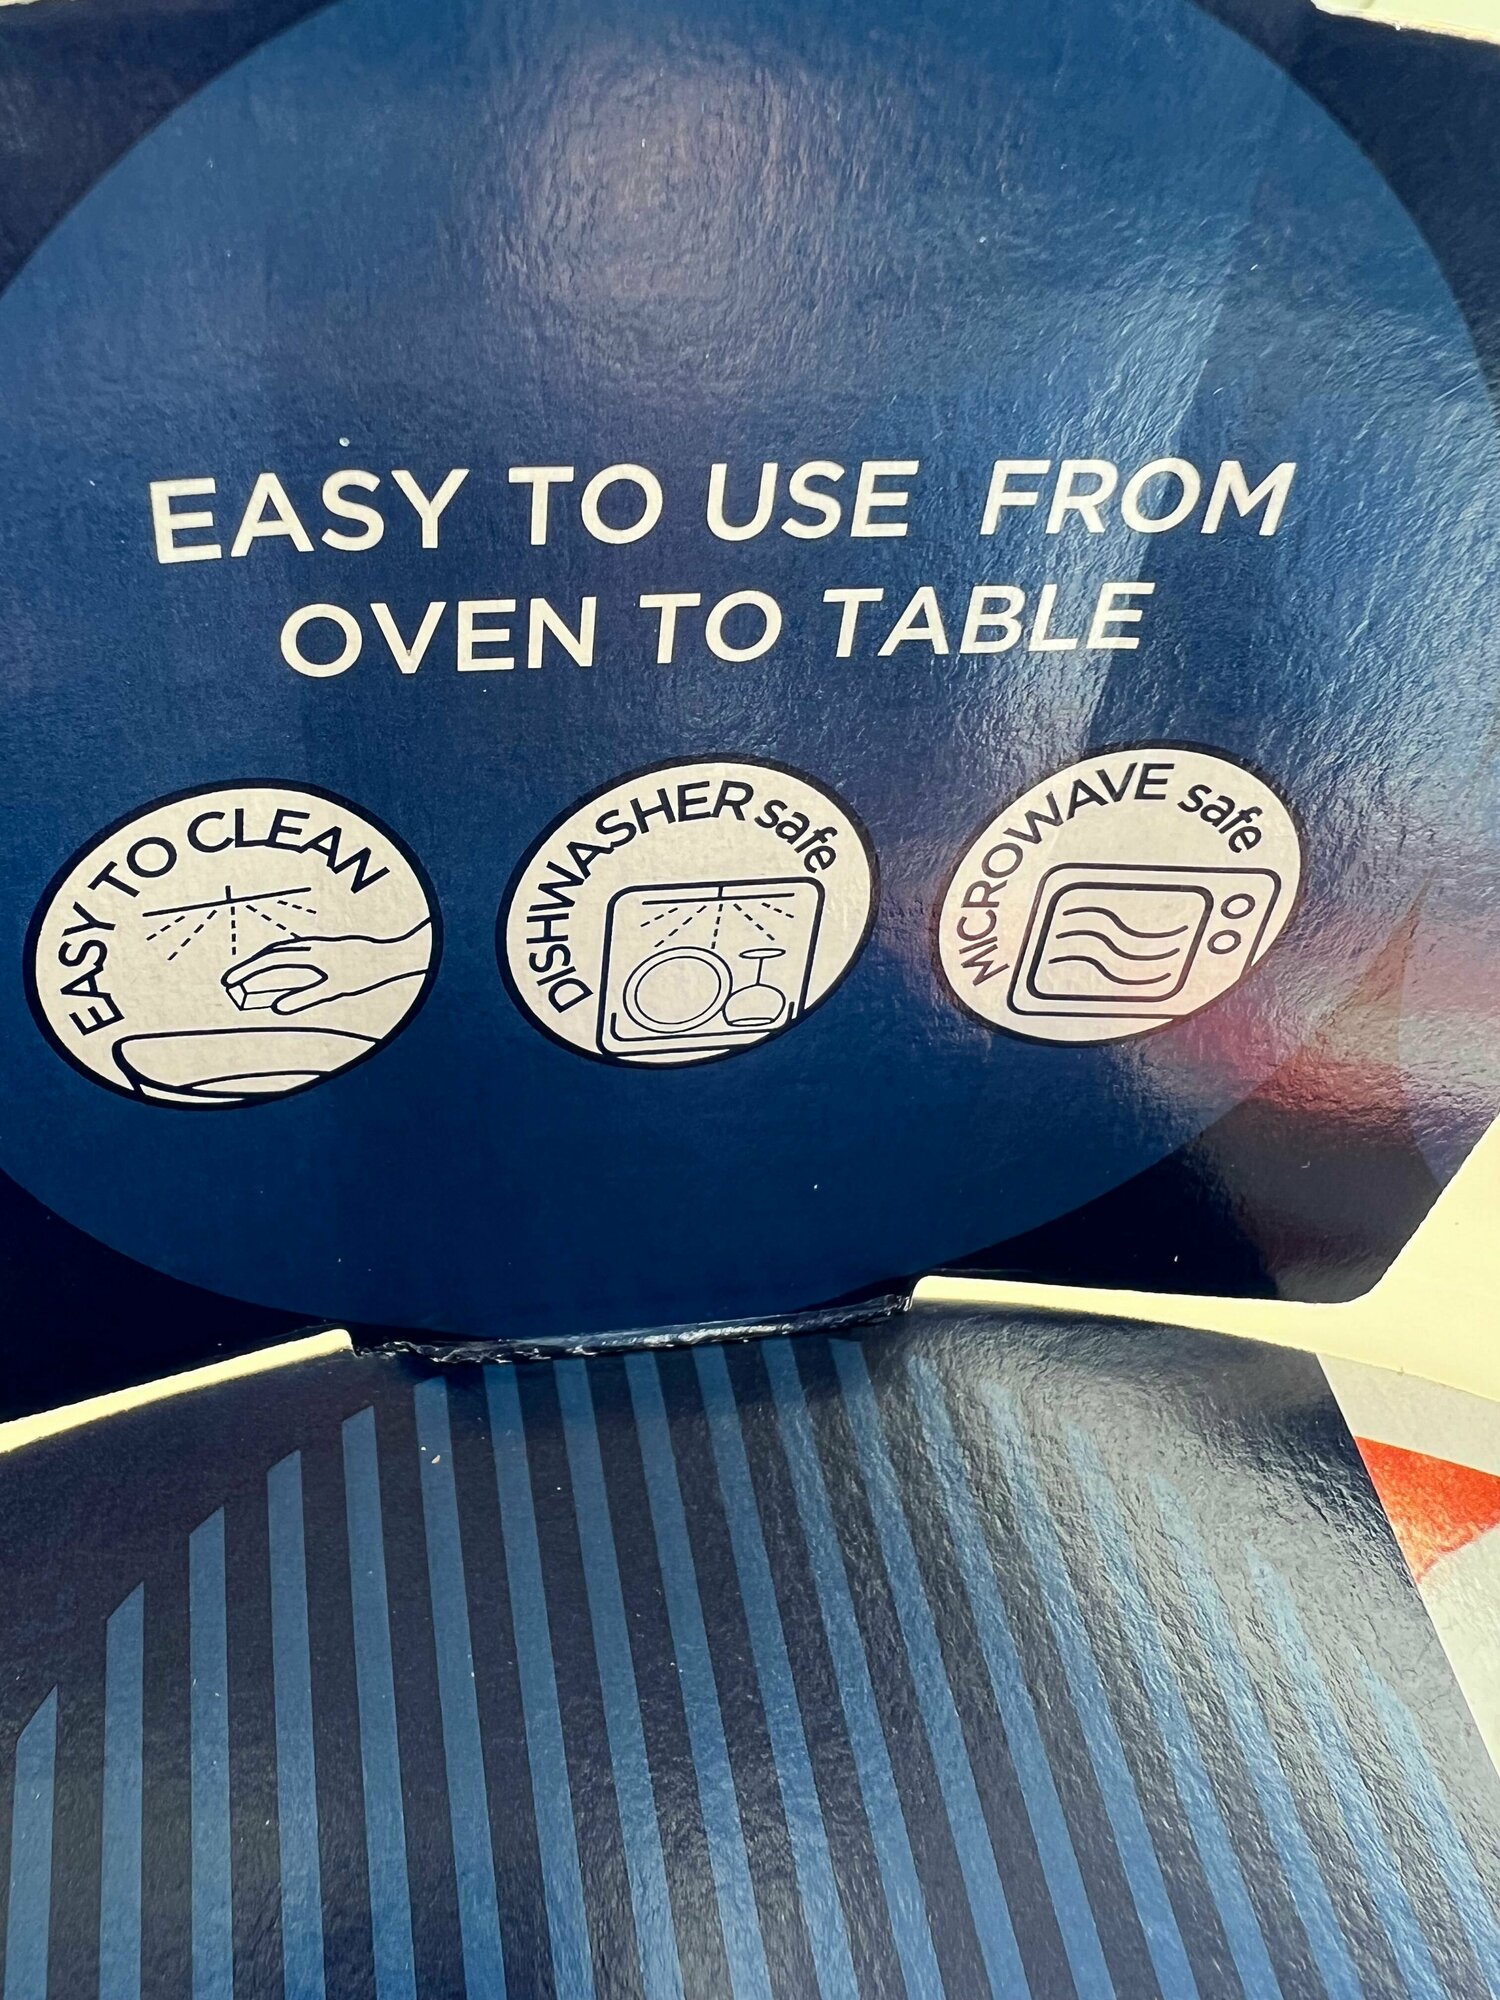 EASY TO USE FROM
OVEN TO TABLE
EASY TO CLEAN
DISHWASHER safe
MICROWAVE safe